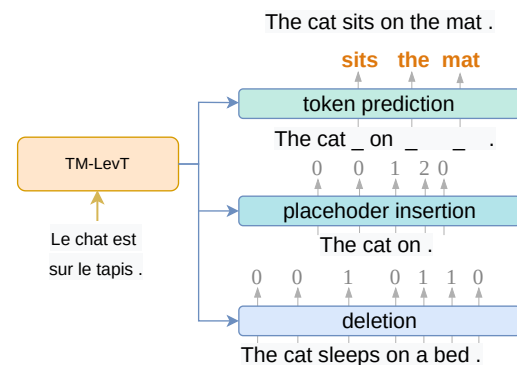 The cat sits on the mat .
sits the mat
token prediction
The cat _ on _ _ .
0 0 1 2 0
placehoder insertion
The cat on .
0 0 1 0 1 1 0
deletion
The cat sleeps on a bed .
TM-LevT
Le chat est
sur le tapis .